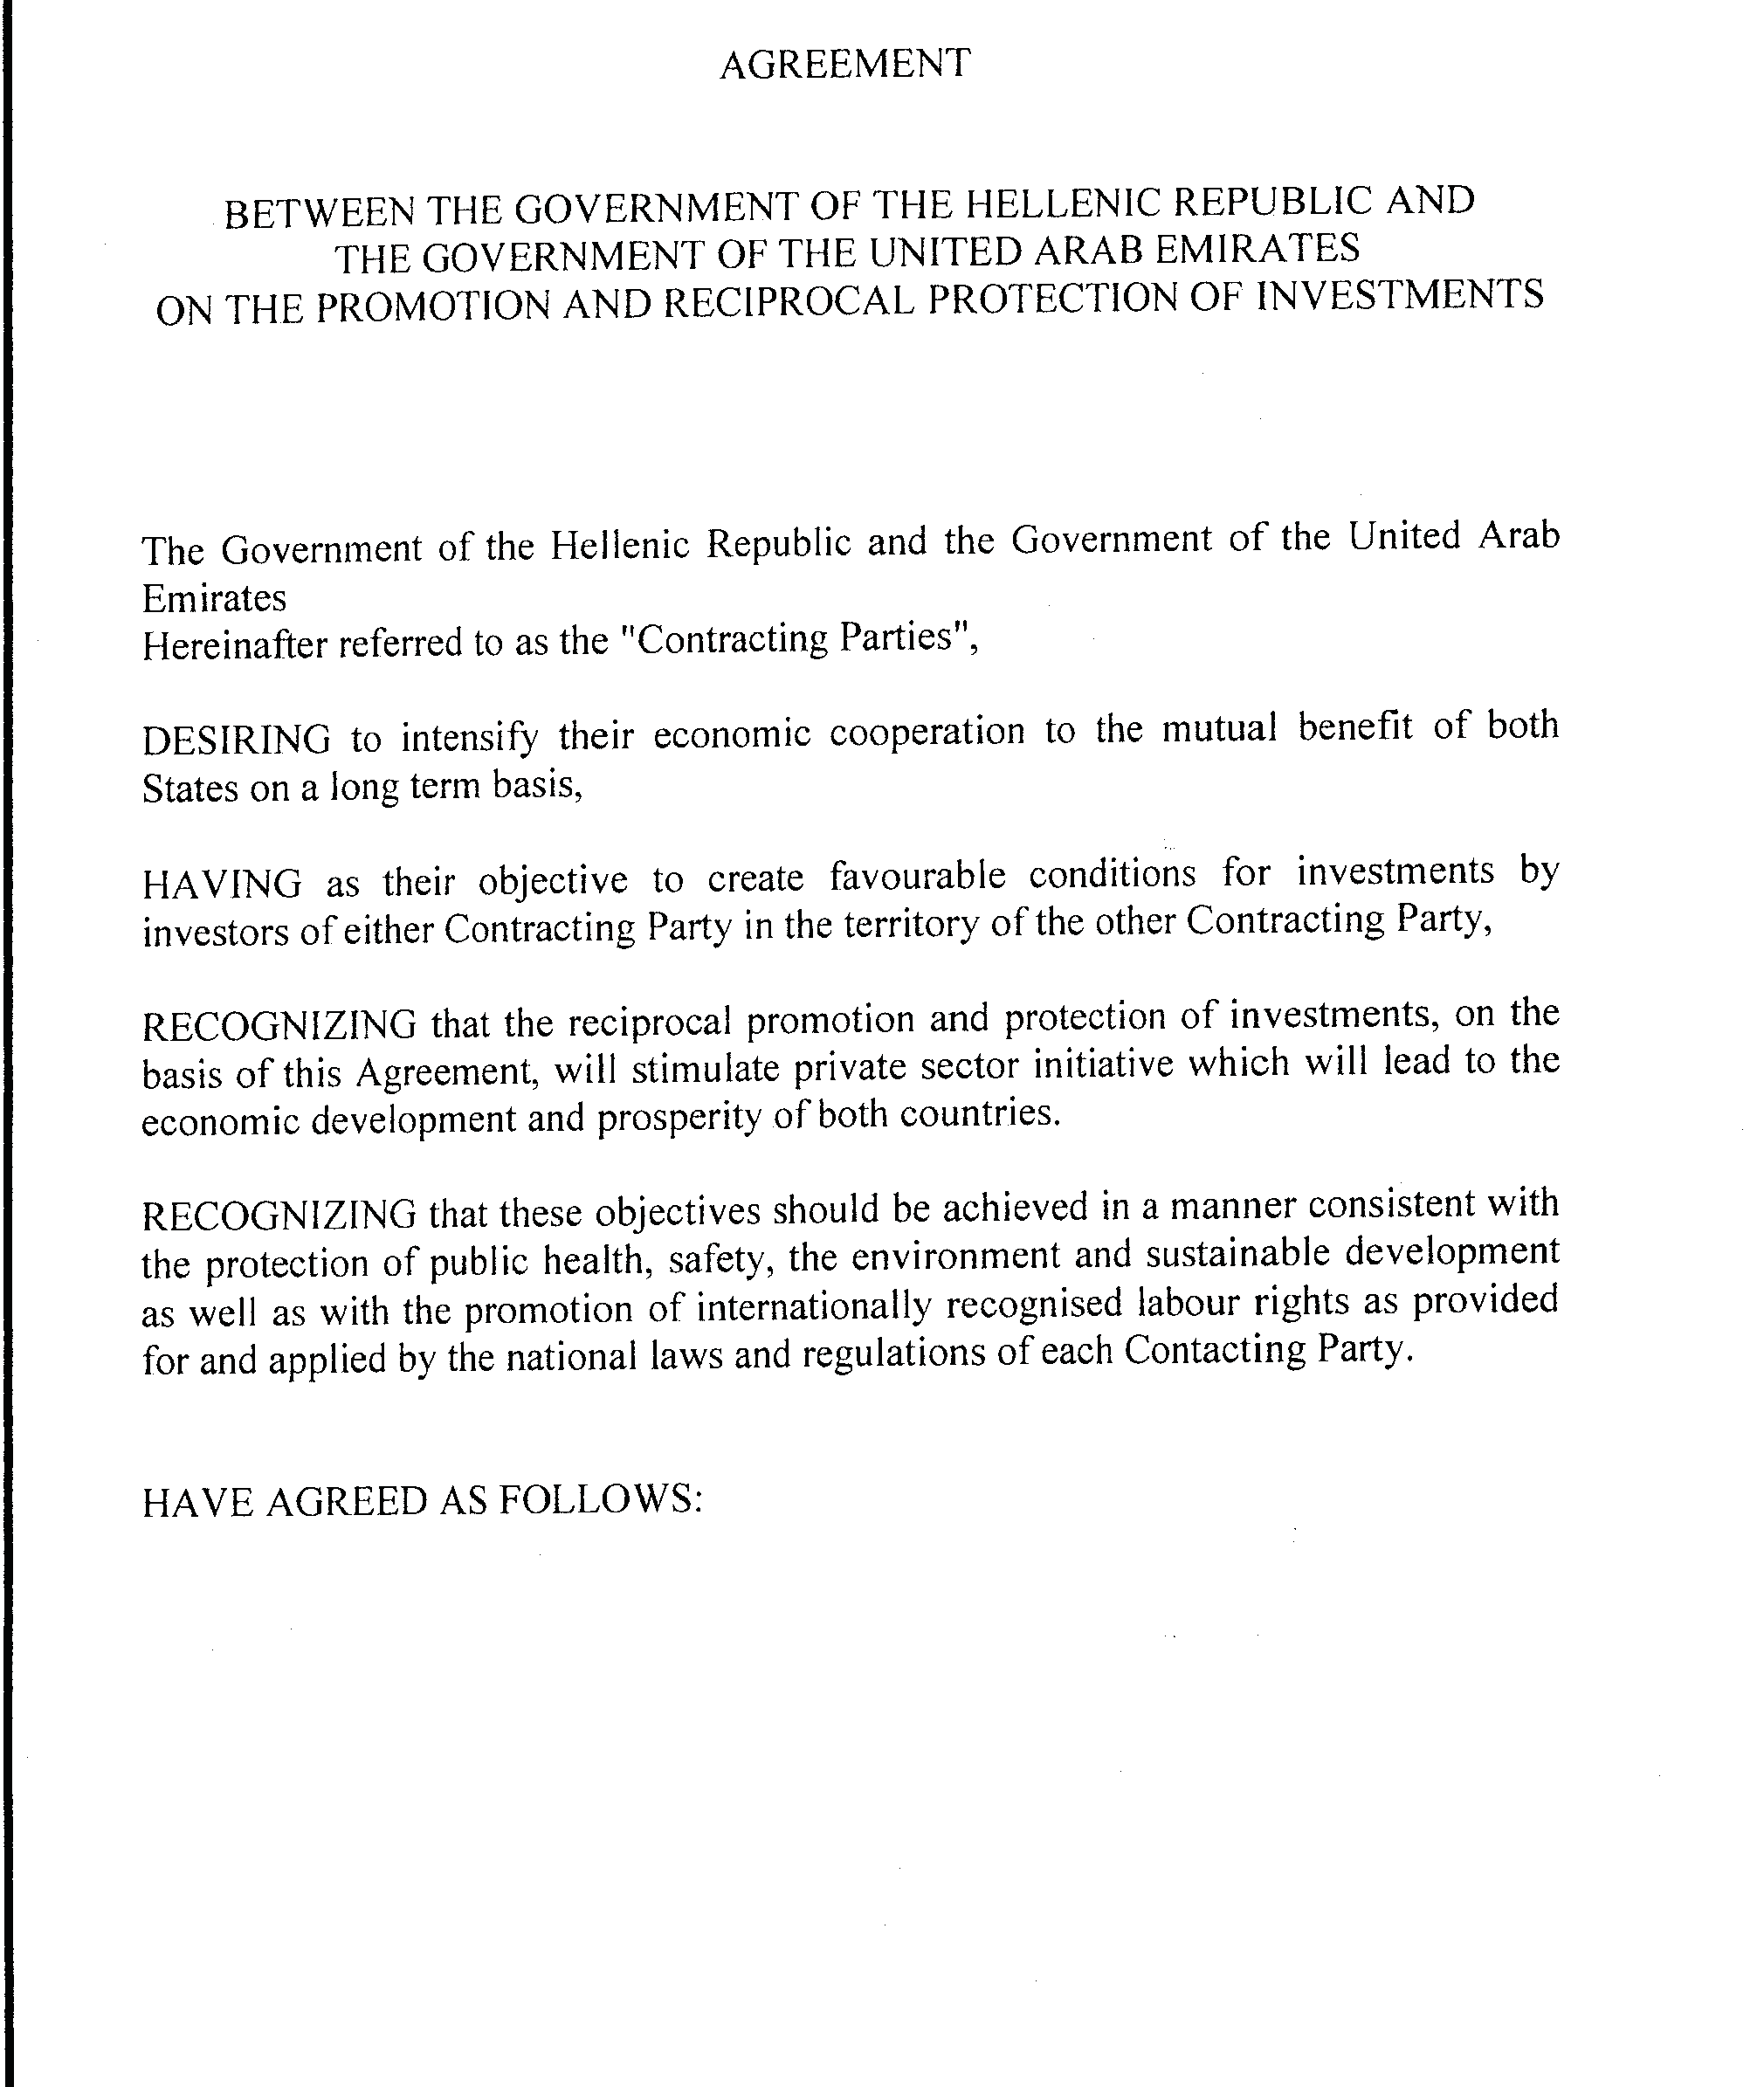 AGREEMENT
BETWEEN THE GOVERNMENT OF THE HELLENIC REPUBLIC AND
THE GOVERNMENT OF THE UNITED ARAB EMIRATES
ON THE PROMOTION AND RECIPROCAL PROTECTION OF INVESTMENTS
The Government of the Hellenic Republic and the Government of the United Arab
Emirates
Hereinafter referred to as the "Contracting Parties",
DESIRING to intensify their economic cooperation to the mutual benefit of both
States on a long term basis,
HAVING as their objective to create favourable conditions for investments by
investors of either Contracting Party in the territory of the other Contracting Party,
RECOGNIZING that the reciprocal promotion and protection of investments, on the
basis of this Agreement, will stimulate private sector initiative which will lead to the
economic development and prosperity of both countries.
RECOGNIZING that these objectives should be achieved in a manner consistent with
the protection of public health, safety, the environment and sustainable development
as well as with the promotion of internationally recognised labour rights as provided
for and applied by the national laws and regulations of each Contacting Party.
HAVE AGREED AS FOLLOWS: